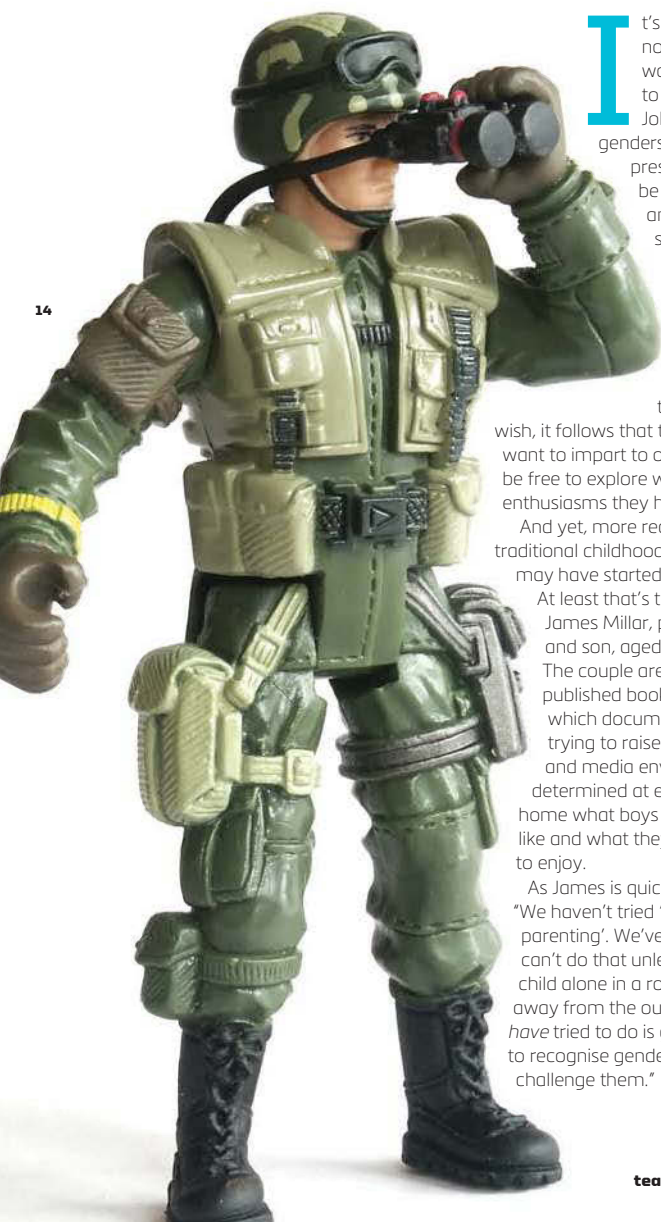 It's
no
wo
to
genders
pres
be
ar
s
14
t
wish, it follows that t
want to impart to o
be free to explore w
enthusiasms they h
And yet, more rec
traditional childhood
may have started
At least that's t
James Millar, p
and son, aged
The couple are
published book
which docum
trying to raise
and media env
determined at e
home what boys
like and what the
to enjoy.
As James is quic
"We haven't tried '
parenting'. We've
can't do that unle
child alone in a ro
away from the ou
have tried to do is
to recognise gende
challenge them."
tea